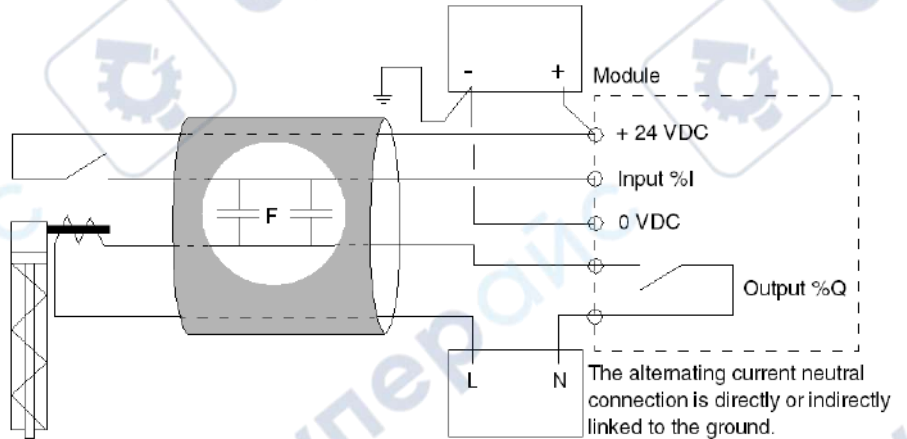 - +
Module
+ 24 VDC
Input %I
F
0 VDC
Output %Q
L N
The alternating current neutral
connection is directly or indirectly
linked to the ground.